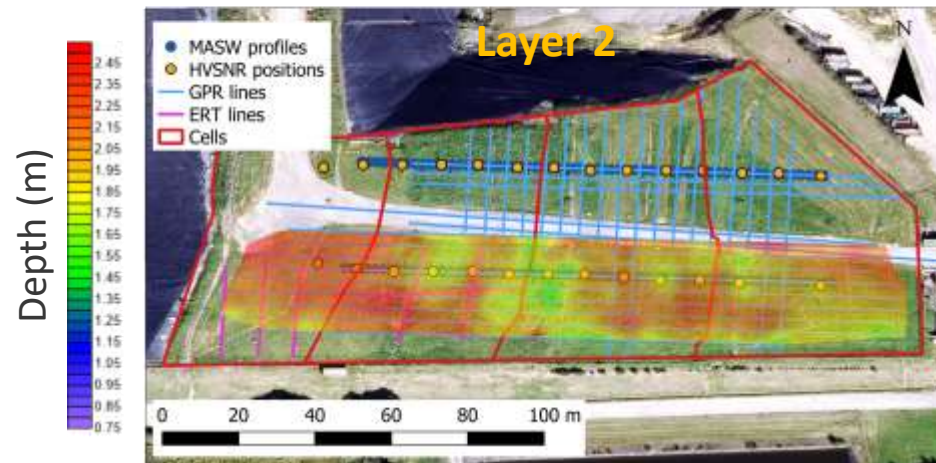 Layer 2
N
MASW profiles
HVSNR positions
GPR lines
ERT lines
Cells
Depth (m)
2.45
2.35
2.25
2.15
2.05
1.95
1.85
1.75
1.65
1.55
1.45
1.35
1.25
1.15
1.05
0.95
0.85
0.75
0 20 40 60 80 100 m